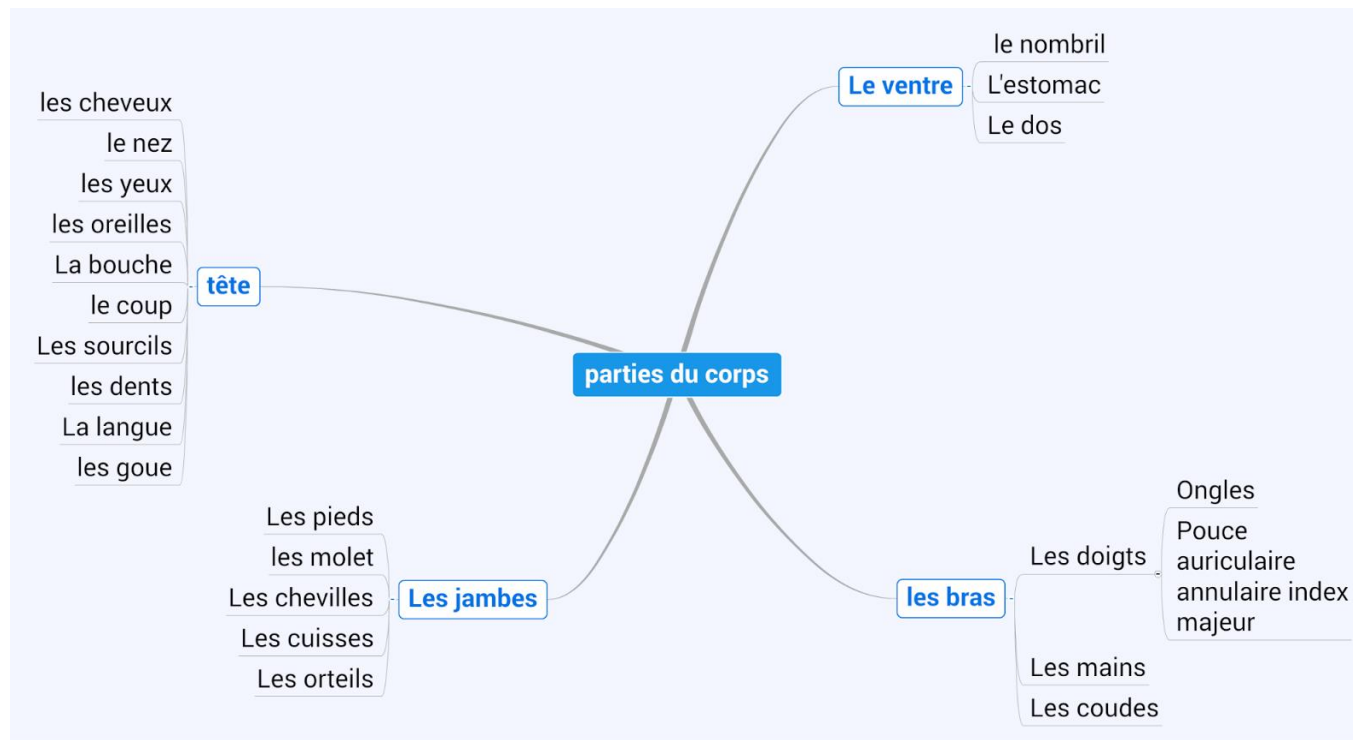 parties du corps
tête
les cheveux
le nez
les yeux
les oreilles
La bouche
le coup
Les sourcils
les dents
La langue
les goue
Le ventre
le nombril
L'estomac
Le dos
Les jambes
Les pieds
les molet
Les chevilles
Les cuisses
Les orteils
les bras
Les doigts
Ongles
Pouce
auriculaire
annulaire index
majeur
Les mains
Les coudes